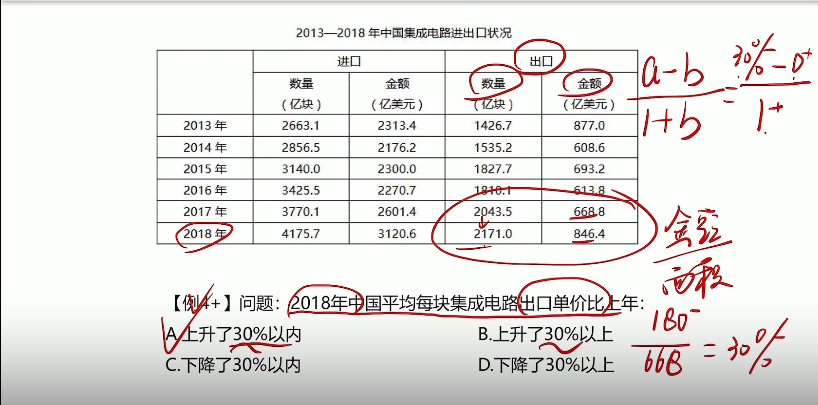 2013—2018 年中国集成电路进出口状况
进口 出口
数量 金额 数量 金额
（亿块） （亿美元） （亿块） （亿美元）
2013 年 2663.1 2313.4 1426.7 877.0
2014 年 2856.5 2176.2 1535.2 608.6
2015 年 3140.0 2300.0 1827.7 693.2
2016 年 3425.5 2270.7 1810.1 613.8
2017 年 3770.1 2601.4 2043.5 668.8
2018 年 4175.7 3120.6 2171.0 846.4
a-b / 1+b = 30%-0+ / 1+
金额
面积
【例4+】问题：2018年中国平均每块集成电路出口单价比上年：
A.上升了30%以内 B.上升了30%以上
C.下降了30%以内 D.下降了30%以上
180- / 668 = 30%